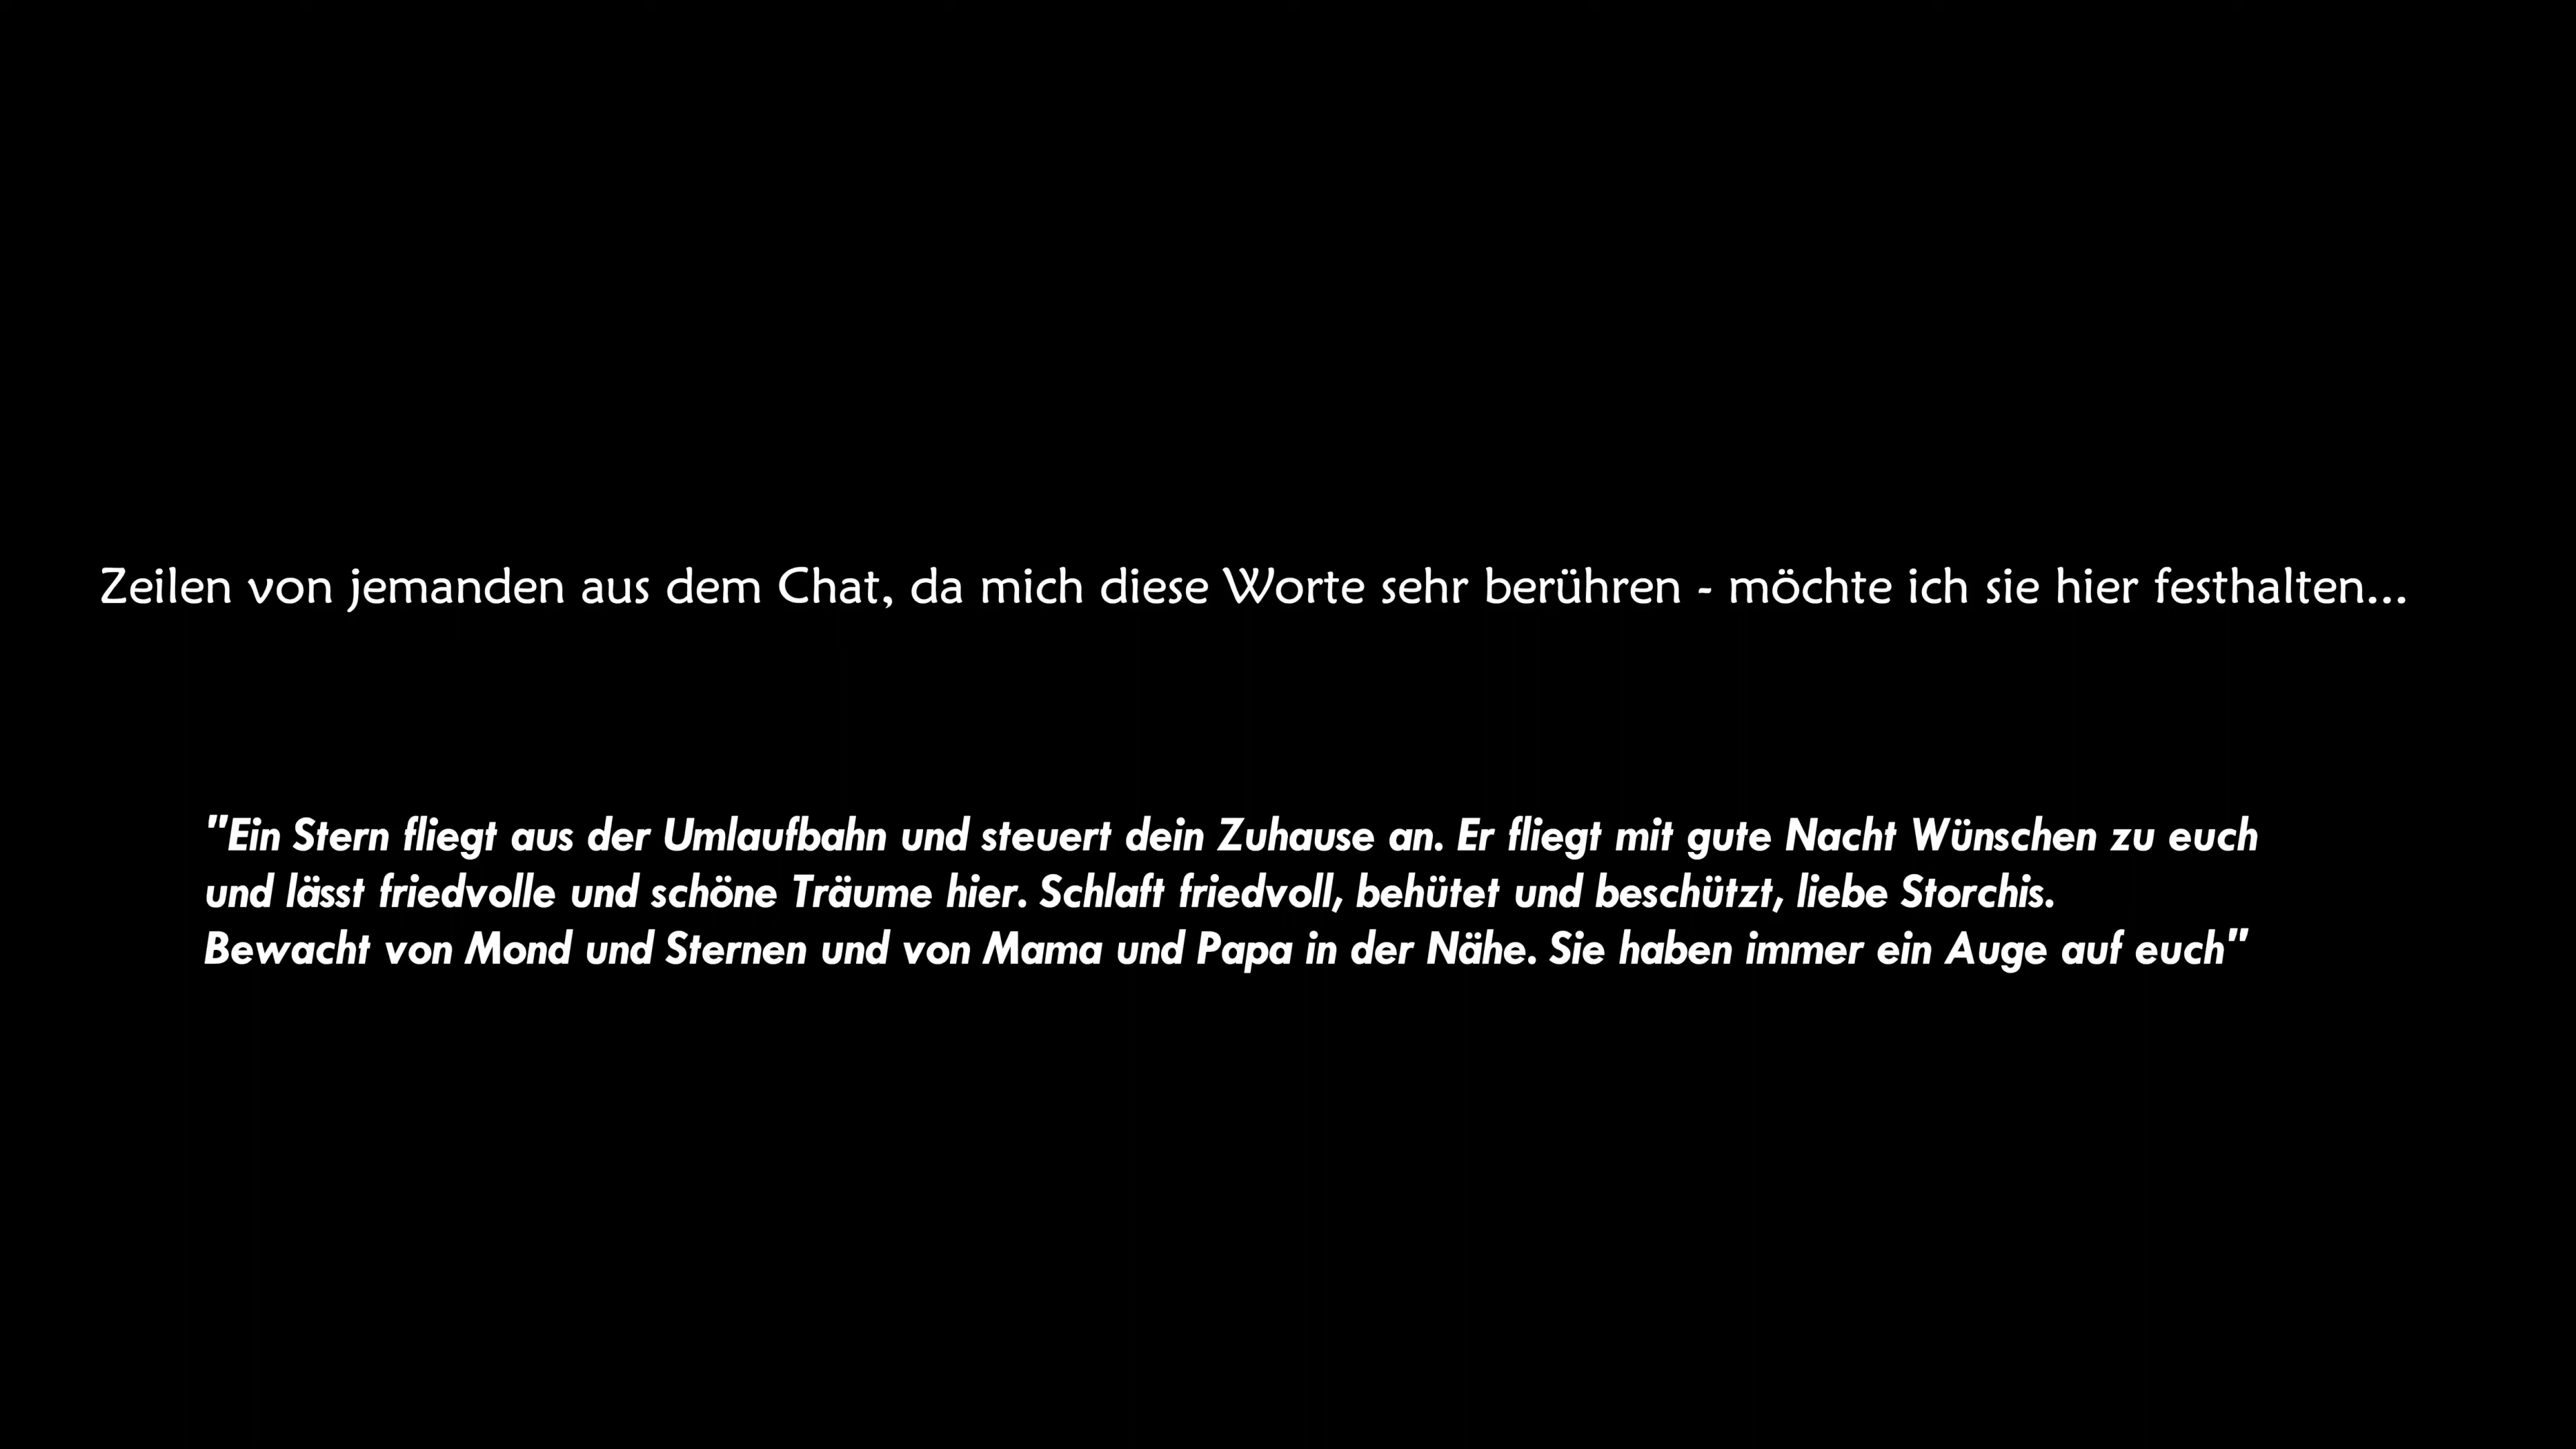 Zeilen von jemanden aus dem Chat, da mich diese Worte sehr berühren - möchte ich sie hier festhalten...
"Ein Stern fliegt aus der Umlaufbahn und steuert dein Zuhause an. Er fliegt mit gute Nacht Wünschen zu euch
und lässt friedvolle und schöne Träume hier. Schlaft friedvoll, behütet und beschützt, liebe Storchis.
Bewacht von Mond und Sternen und von Mama und Papa in der Nähe. Sie haben immer ein Auge auf euch"